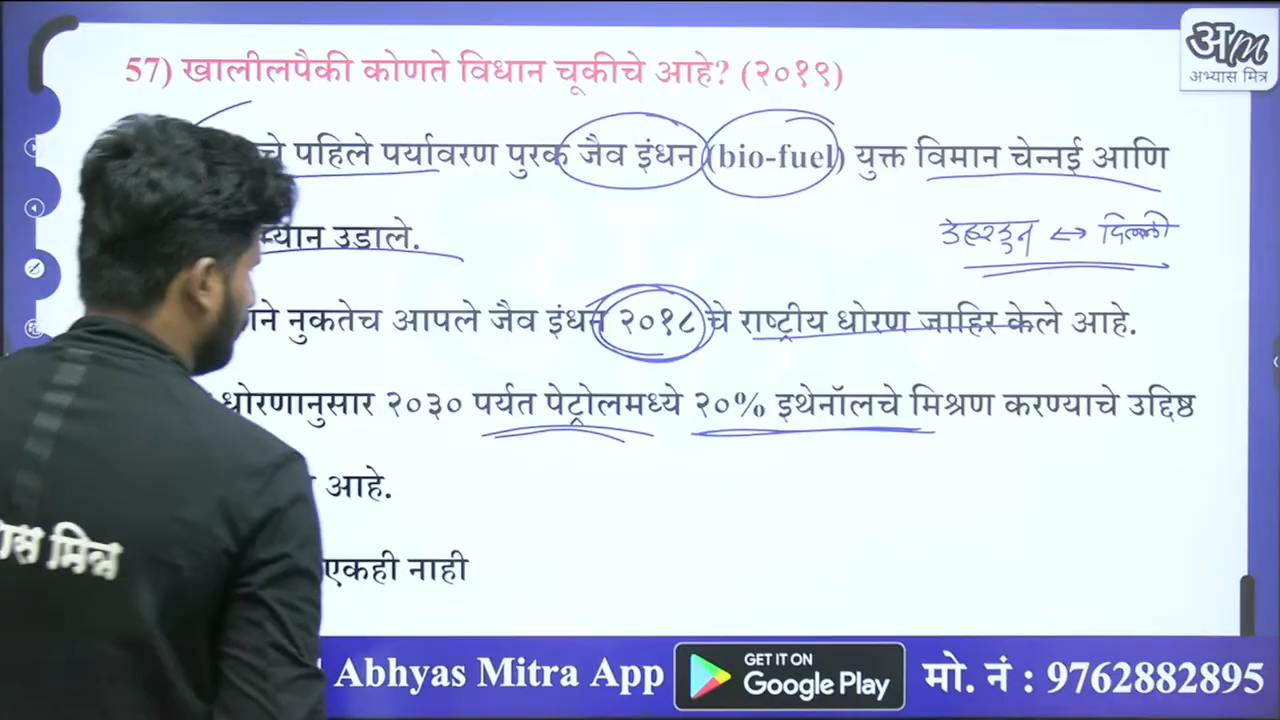 अm
अभ्यास मित्र
57) खालीलपैकी कोणते विधान चूकीचे आहे? (२०१९)
चे पहिले पर्यावरण पुरक जैव इंधन (bio-fuel) युक्त विमान चेन्नई आणि
म्यान उडाले.
डेहराडुन ↔ दिल्ली
ने नुकतेच आपले जैव इंधन २०१८ चे राष्ट्रीय धोरण जाहिर केले आहे.
धोरणानुसार २०३० पर्यत पेट्रोलमध्ये २०% इथेनॉलचे मिश्रण करण्याचे उद्दिष्ठ
आहे.
एकही नाही
मित्र
Abhyas Mitra App
GET IT ON
Google Play
मो. नं : 9762882895